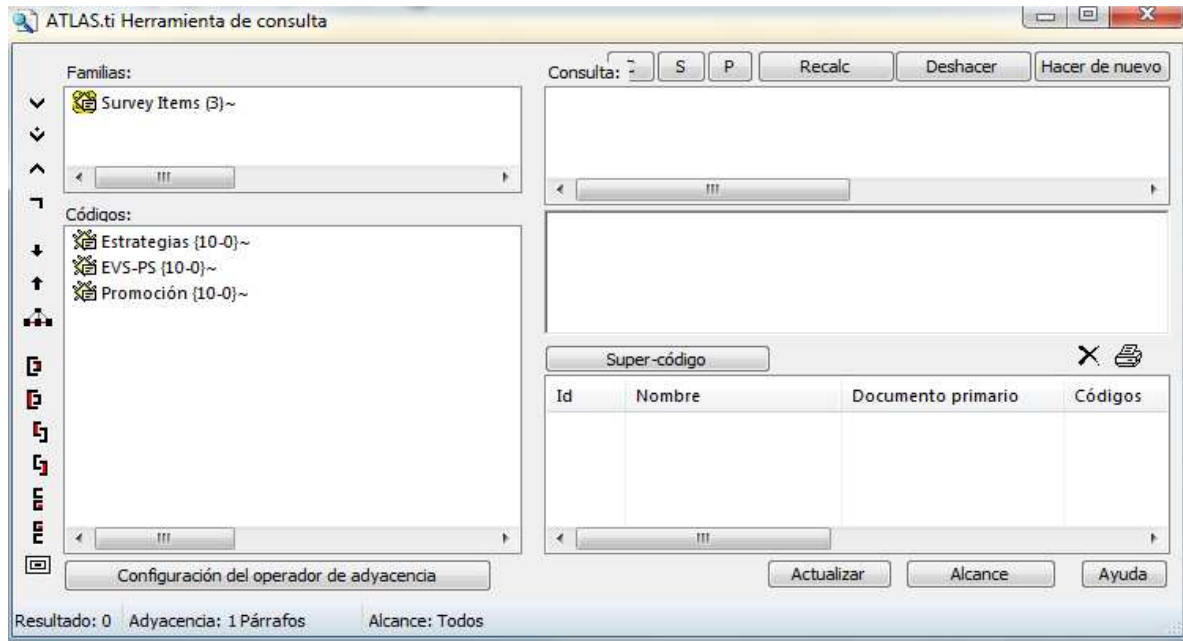 ATLAS.ti Herramienta de consulta
Familias:
Survey Items (3)~
Códigos:
Estrategias {10-0}~
EVS-PS {10-0}~
Promoción {10-0}~
Configuración del operador de adyacencia
Consulta: S P Recalc Deshacer Hacer de nuevo
Super-código
Id Nombre Documento primario Códigos
Actualizar Alcance Ayuda
Resultado: 0 Adyacencia: 1 Párrafos Alcance: Todos